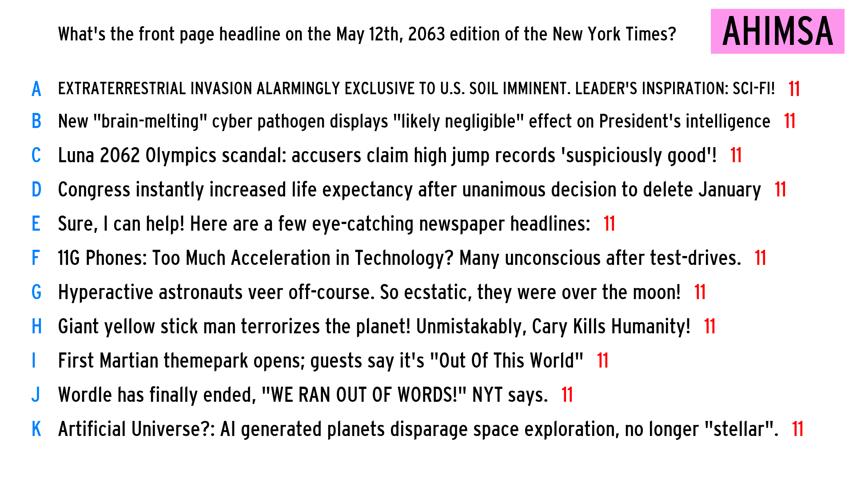 What's the front page headline on the May 12th, 2063 edition of the New York Times?
AHIMSA
A EXTRATERRESTRIAL INVASION ALARMINGLY EXCLUSIVE TO U.S. SOIL IMMINENT. LEADER'S INSPIRATION: SCI-FI! 11
B New "brain-melting" cyber pathogen displays "likely negligible" effect on President's intelligence 11
C Luna 2062 Olympics scandal: accusers claim high jump records 'suspiciously good'! 11
D Congress instantly increased life expectancy after unanimous decision to delete January 11
E Sure, I can help! Here are a few eye-catching newspaper headlines: 11
F 11G Phones: Too Much Acceleration in Technology? Many unconscious after test-drives. 11
G Hyperactive astronauts veer off-course. So ecstatic, they were over the moon! 11
H Giant yellow stick man terrorizes the planet! Unmistakably, Cary Kills Humanity! 11
I First Martian themepark opens; guests say it's "Out Of This World" 11
J Wordle has finally ended, "WE RAN OUT OF WORDS!" NYT says. 11
K Artificial Universe?: AI generated planets disparage space exploration, no longer "stellar". 11